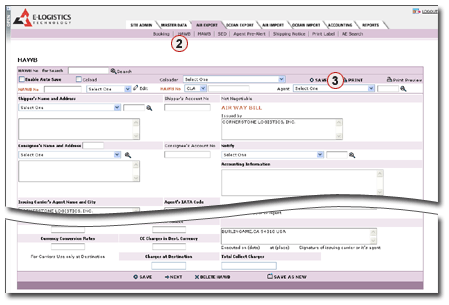 LOGOUT
E-LOGISTICS
TECHNOLOGY
SITE ADMIN MASTER DATA AIR EXPORT OCEAN EXPORT AIR IMPORT OCEAN IMPORT ACCOUNTING REPORTS
Booking HAWB MAWB SED Agent Pre-Alert Shipping Notice Print Label AE Search
2
HAWB
HAWB No. For Search Search
3
Enable Auto Save Coload Coloader Select One SAVE PRINT Print Preview
HAWB No. Select One Edit MAWB No. CLA Agent Select One
Shipper's Name and Address Shipper's Account No Not Negotiable
Select One AIR WAY BILL
Issued by
CORNERSTONE LOGISTICS, INC.
Consignee's Name and Address Consignee's Account No Notify
Select One Select One
Accounting Information
Issuing Carrier's Agent Name and City Agent's IATA Code
BURLINGAME,CA 94010 USA
Currency Conversion Rates CC Charges in Dest. Currency
Executed on (date) at (place) Signature of issuing carrier or it's agent
For Carriers Use only at Destination Charges at Destination Total Collect Charges
SAVE NEXT DELETE HAWB SAVE AS NEW